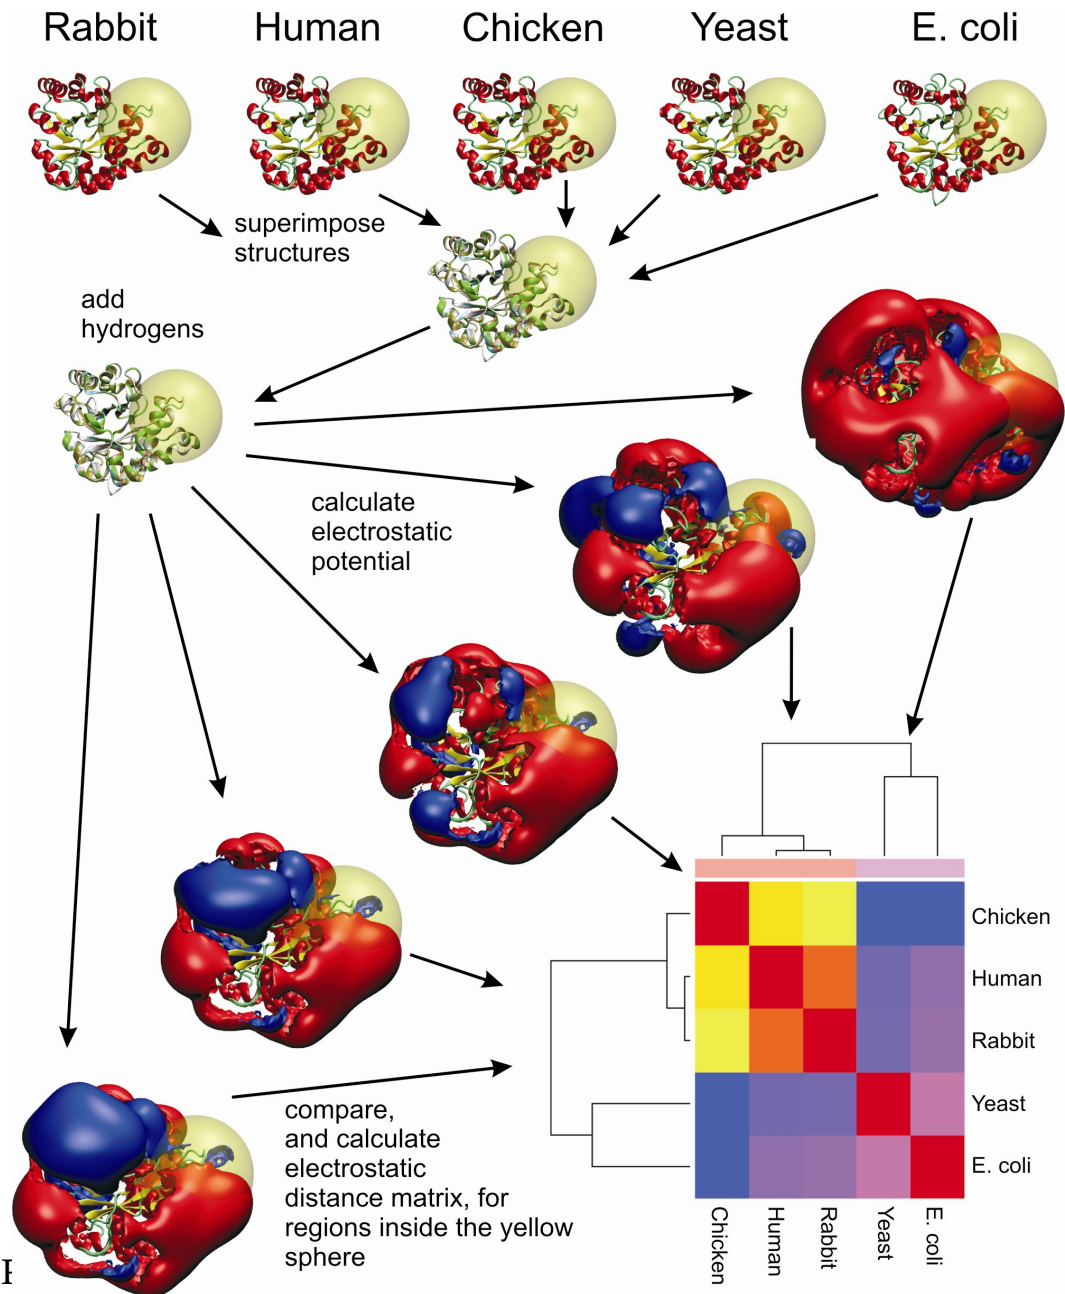 Rabbit
Human
Chicken
Yeast
E. coli
superimpose
structures
add
hydrogens
calculate
electrostatic
potential
compare,
and calculate
electrostatic
distance matrix, for
regions inside the yellow
sphere
Chicken
Human
Rabbit
Yeast
E. coli
Chicken
Human
Rabbit
Yeast
E. coli